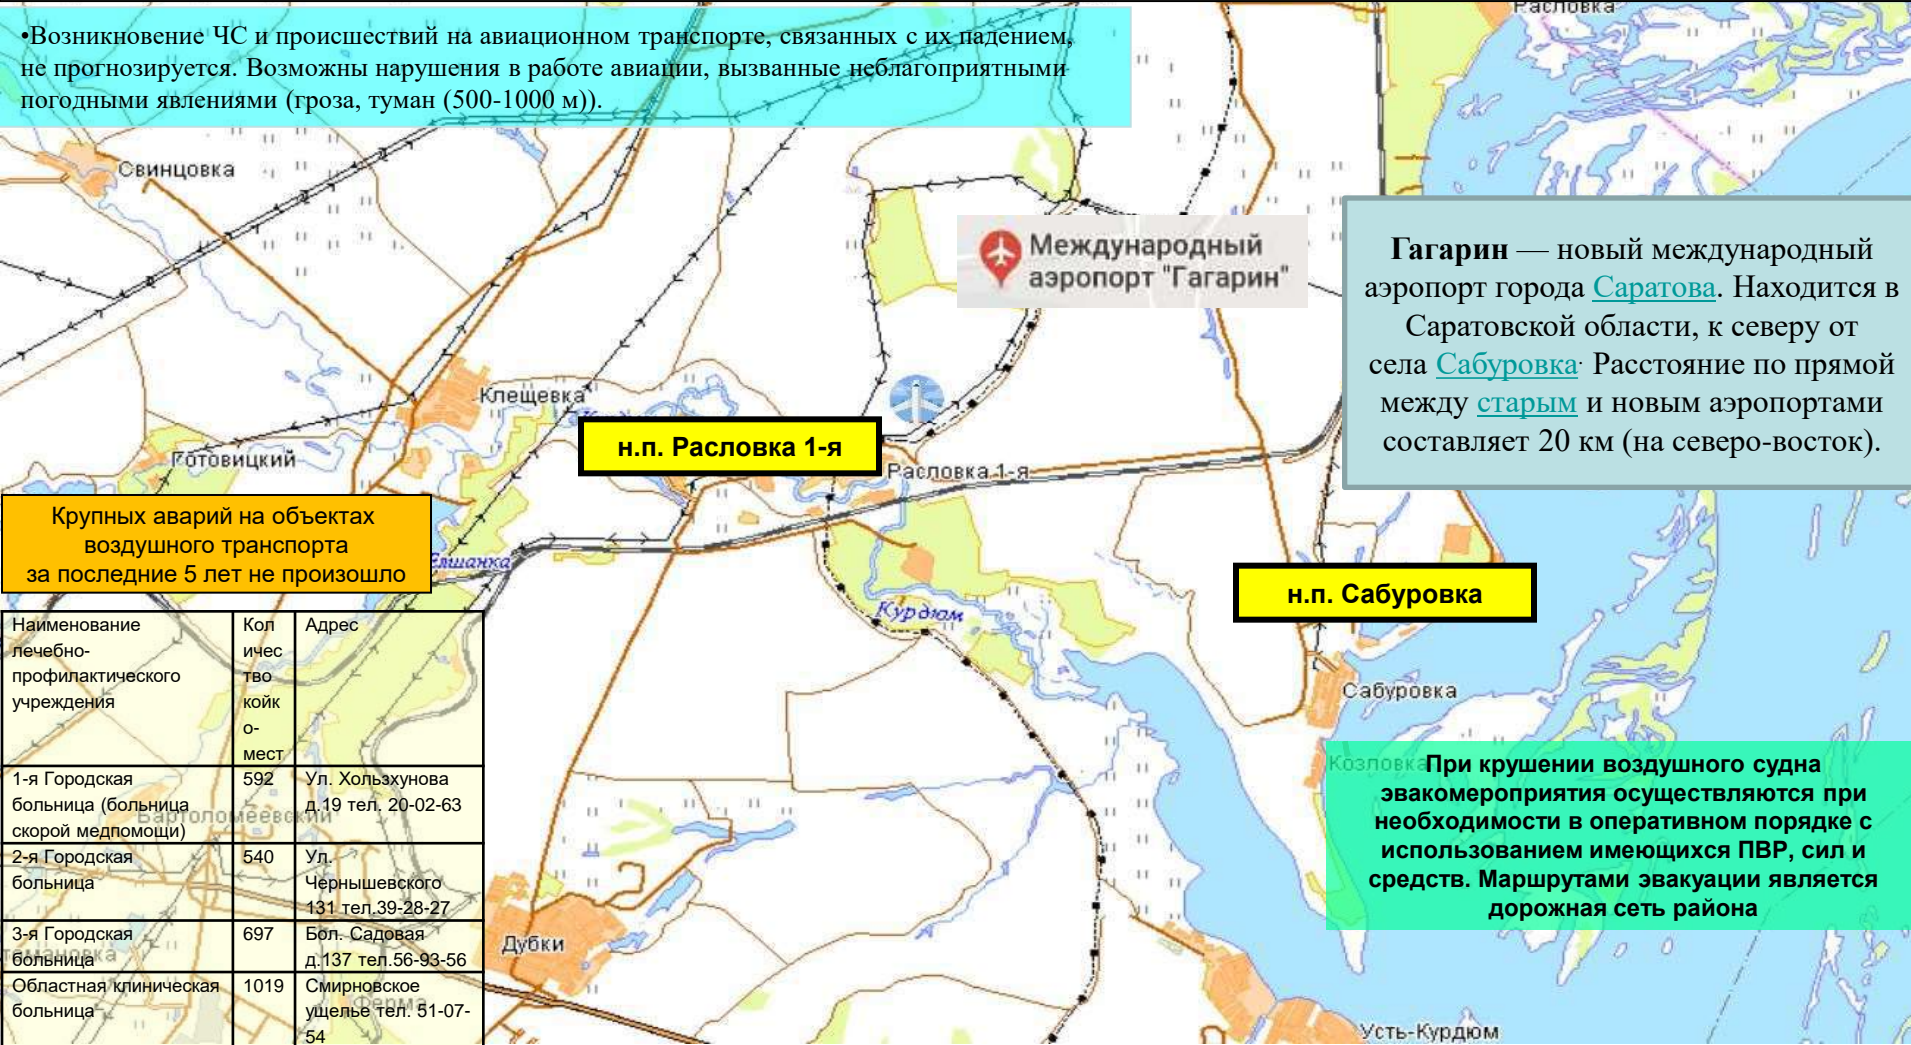 Расловка
•Возникновение ЧС и происшествий на авиационном транспорте, связанных с их падением,
не прогнозируется. Возможны нарушения в работе авиации, вызванные неблагоприятными
погодными явлениями (гроза, туман (500-1000 м)).
Свинцовка
Международный
аэропорт "Гагарин"
Гагарин — новый международный
аэропорт города Саратова. Находится в
Саратовской области, к северу от
села Сабуровка. Расстояние по прямой
между старым и новым аэропортами
составляет 20 км (на северо-восток).
Клещевка
н.п. Расловка 1-я
Готовицкий
Расловка 1-я
Крупных аварий на объектах
воздушного транспорта
за последние 5 лет не произошло
Елшанка
н.п. Сабуровка
Курдюм
Сабуровка
Козловка
При крушении воздушного судна
эвакомероприятия осуществляются при
необходимости в оперативном порядке с
использованием имеющихся ПВР, сил и
средств. Маршрутами эвакуации является
дорожная сеть района
Наименование
лечебно-
профилактического
учреждения
Кол
ичес
тво
койк
о-
мест
Адрес
1-я Городская
больница (больница
скорой медпомощи)
592
Ул. Хользхунова
д.19 тел. 20-02-63
Бартоломеевский
2-я Городская
больница
540
Ул.
Чернышевского
131 тел.39-28-27
3-я Городская
больница
697
Бол. Садовая
д.137 тел.56-93-56
Областная клиническая
больница
1019
Смирновское
ущелье тел. 51-07-
54
Ферма
Дубки
Усть-Курдюм